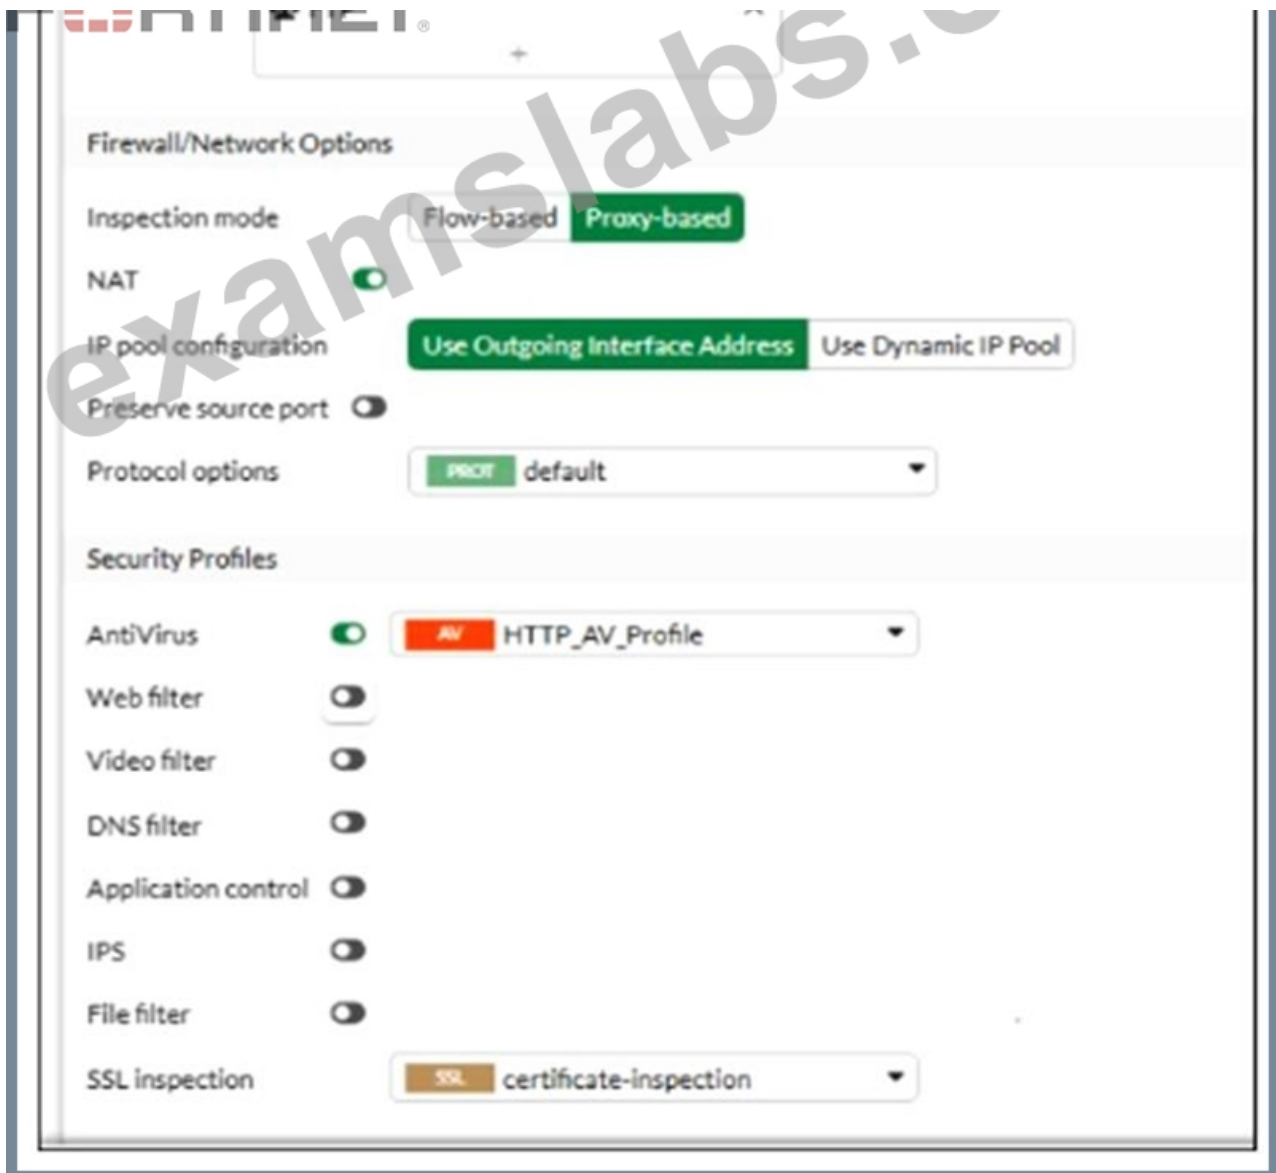 FORTINET®
+
Firewall/Network Options
Inspection mode Flow-based Proxy-based
NAT
IP pool configuration Use Outgoing Interface Address Use Dynamic IP Pool
Preserve source port
Protocol options PROT default
Security Profiles
AntiVirus AV HTTP_AV_Profile
Web filter
Video filter
DNS filter
Application control
IPS
File filter
SSL inspection SSL certificate-inspection
examslabs.